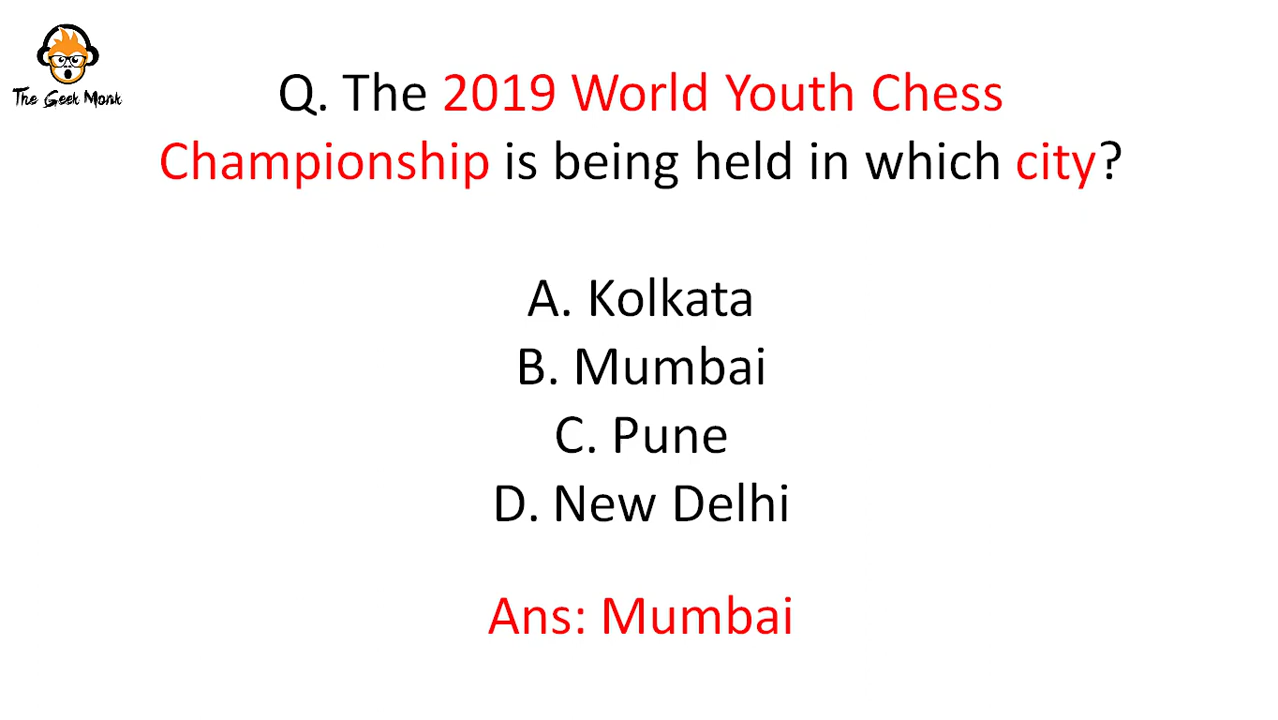 The Geek Monk
Q. The 2019 World Youth Chess
Championship is being held in which city?
A. Kolkata
B. Mumbai
C. Pune
D. New Delhi
Ans: Mumbai